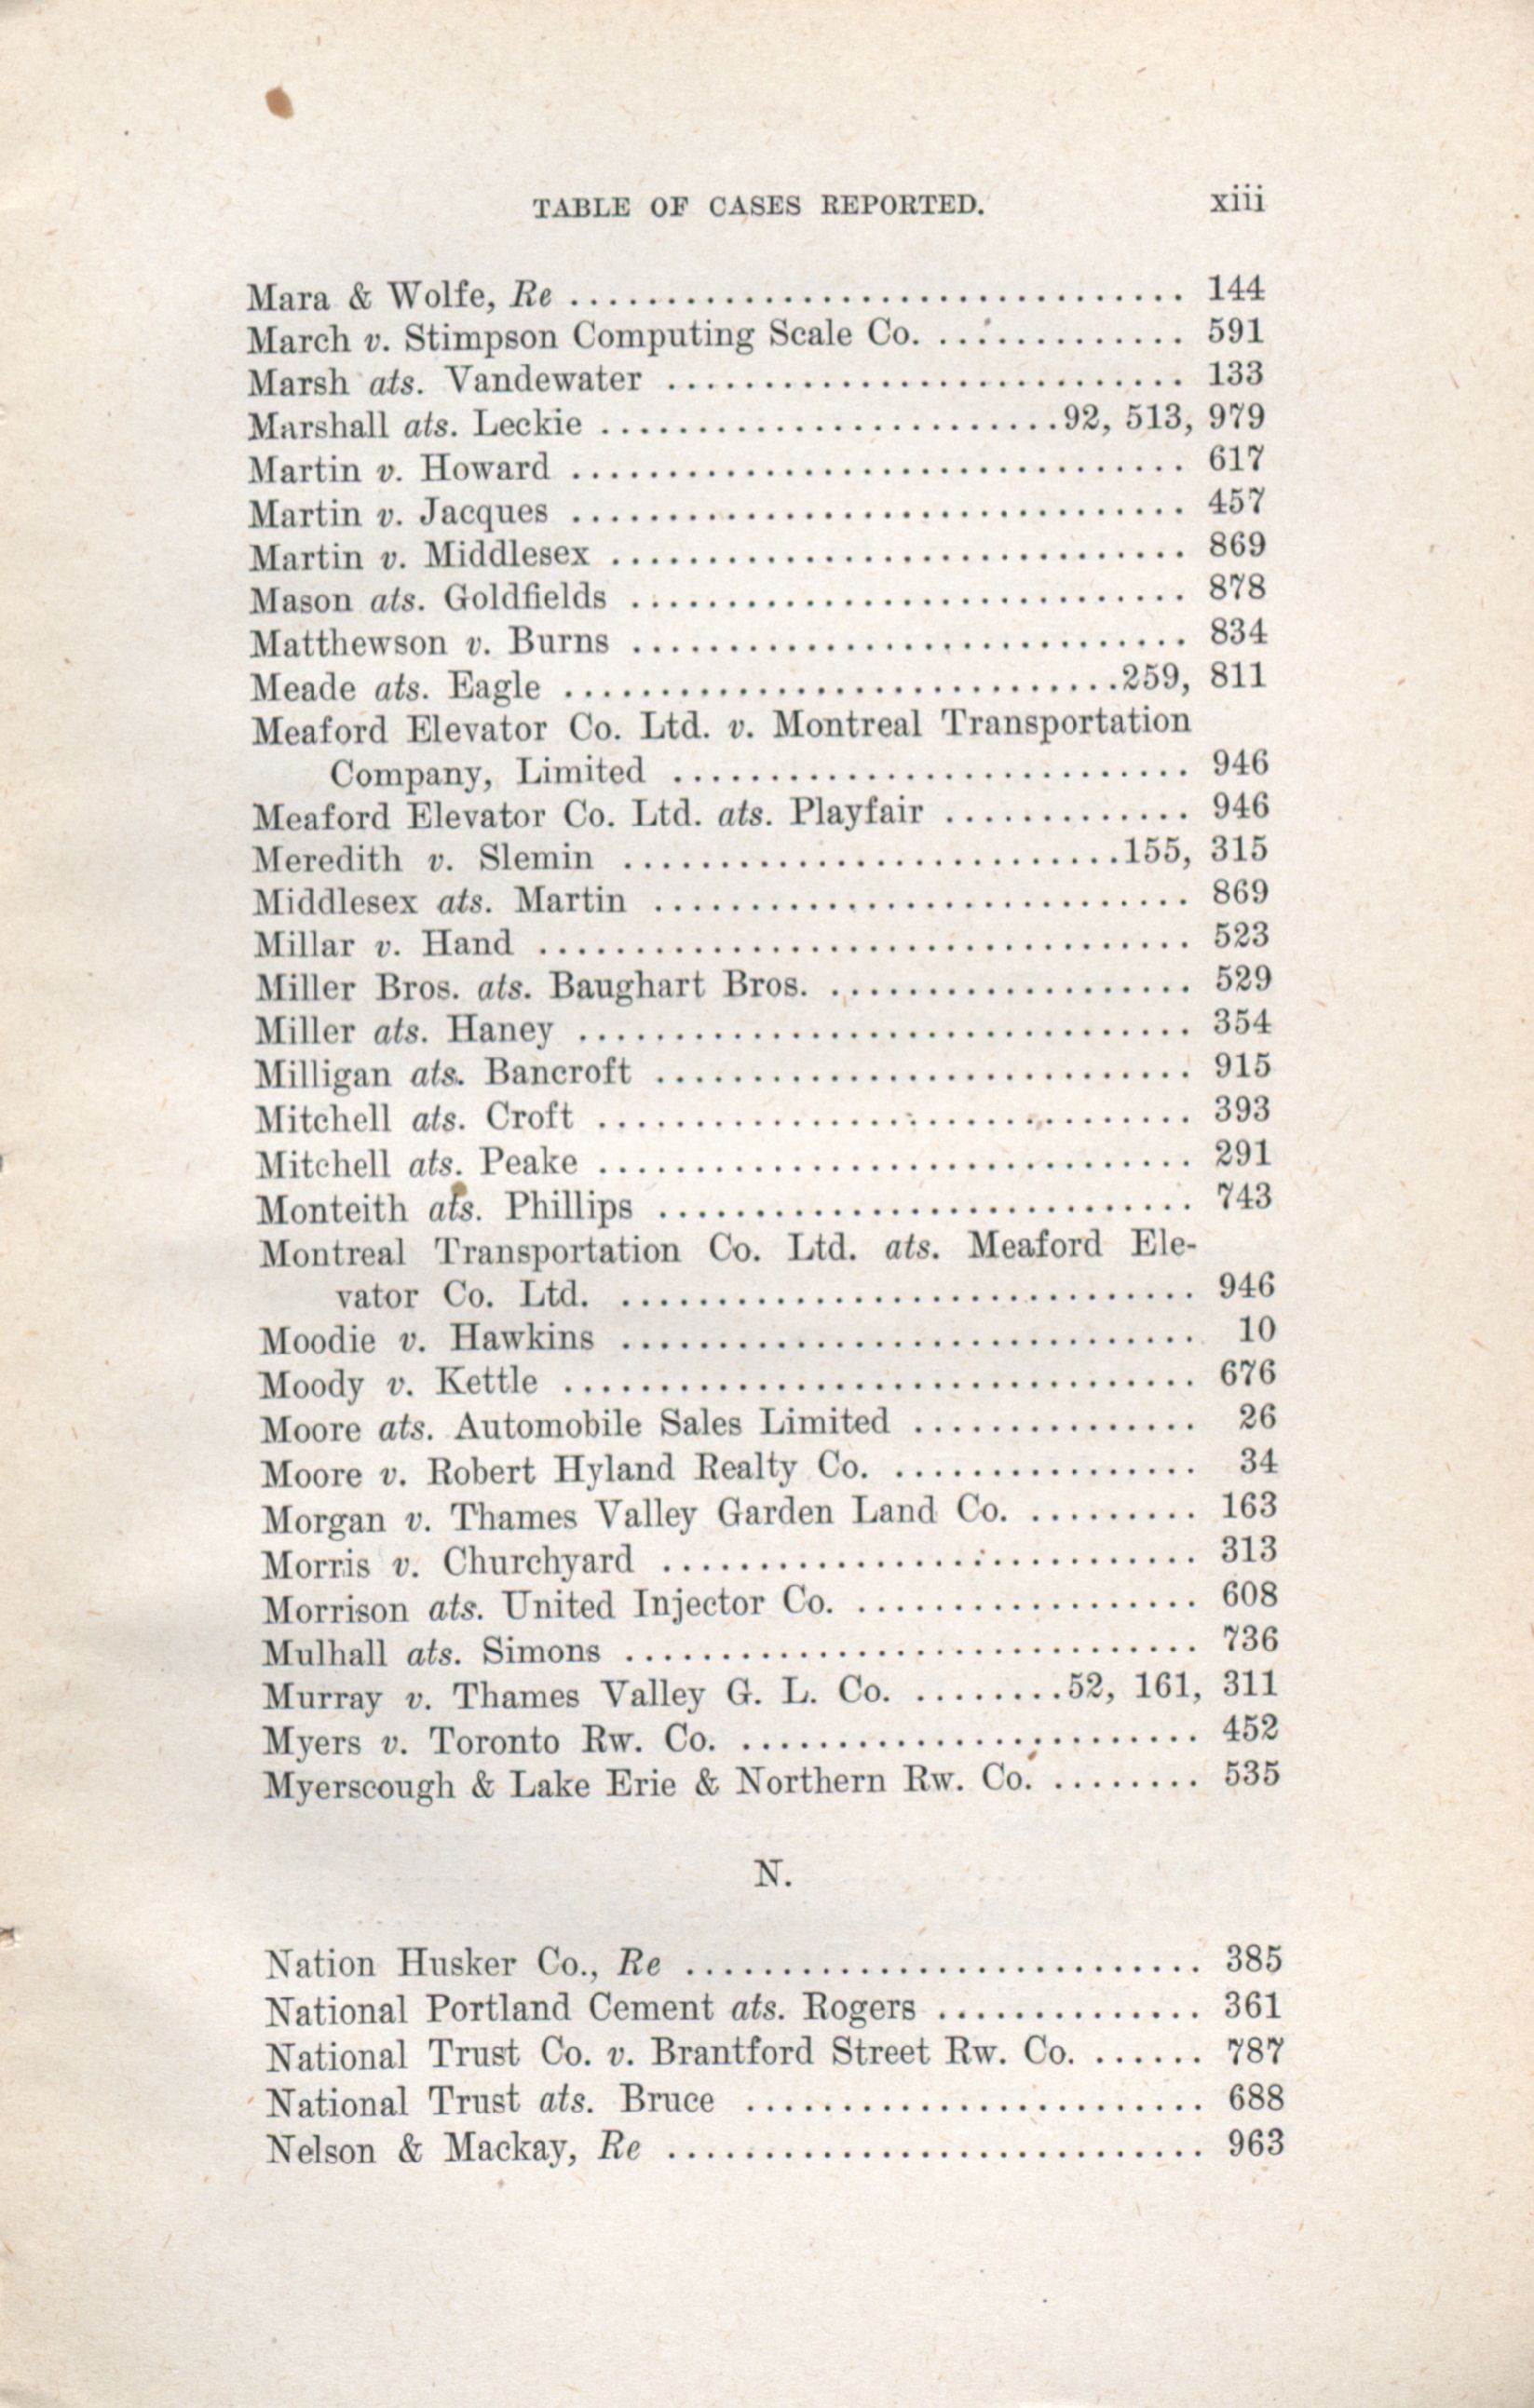 TABLE OF CASES REPORTED. xiii
Mara & Wolfe, Re ................................ 144
March v. Stimpson Computing Scale Co. ............. 591
Marsh ats. Vandewater ........................... 133
Marshall ats. Leckie ........................92, 513, 979
Martin v. Howard ................................ 617
Martin v. Jacques ................................ 457
Martin v. Middlesex .............................. 869
Mason ats. Goldfields ............................. 878
Matthewson v. Burns ............................. 834
Meade ats. Eagle .............................259, 811
Meaford Elevator Co. Ltd. v. Montreal Transportation
Company, Limited ........................... 946
Meaford Elevator Co. Ltd. ats. Playfair ............. 946
Meredith v. Slemin ..........................155, 315
Middlesex ats. Martin ............................ 869
Millar v. Hand .................................. 523
Miller Bros. ats. Baughart Bros. ................... 529
Miller ats. Haney ................................ 354
Milligan ats. Bancroft ............................ 915
Mitchell ats. Croft ............................... 393
Mitchell ats. Peake ............................... 291
Monteith ats. Phillips ............................ 743
Montreal Transportation Co. Ltd. ats. Meaford Ele-
vator Co. Ltd. .............................. 946
Moodie v. Hawkins .............................. 10
Moody v. Kettle ................................. 676
Moore ats. Automobile Sales Limited ............... 26
Moore v. Robert Hyland Realty Co. ................ 34
Morgan v. Thames Valley Garden Land Co. ......... 163
Morris v. Churchyard ............................ 313
Morrison ats. United Injector Co. .................. 608
Mulhall ats. Simons .............................. 736
Murray v. Thames Valley G. L. Co. ........52, 161, 311
Myers v. Toronto Rw. Co. ........................ 452
Myerscough & Lake Erie & Northern Rw. Co. ........ 535
N.
Nation Husker Co., Re ........................... 385
National Portland Cement ats. Rogers .............. 361
National Trust Co. v. Brantford Street Rw. Co. ...... 787
National Trust ats. Bruce ........................ 688
Nelson & Mackay, Re ............................ 963